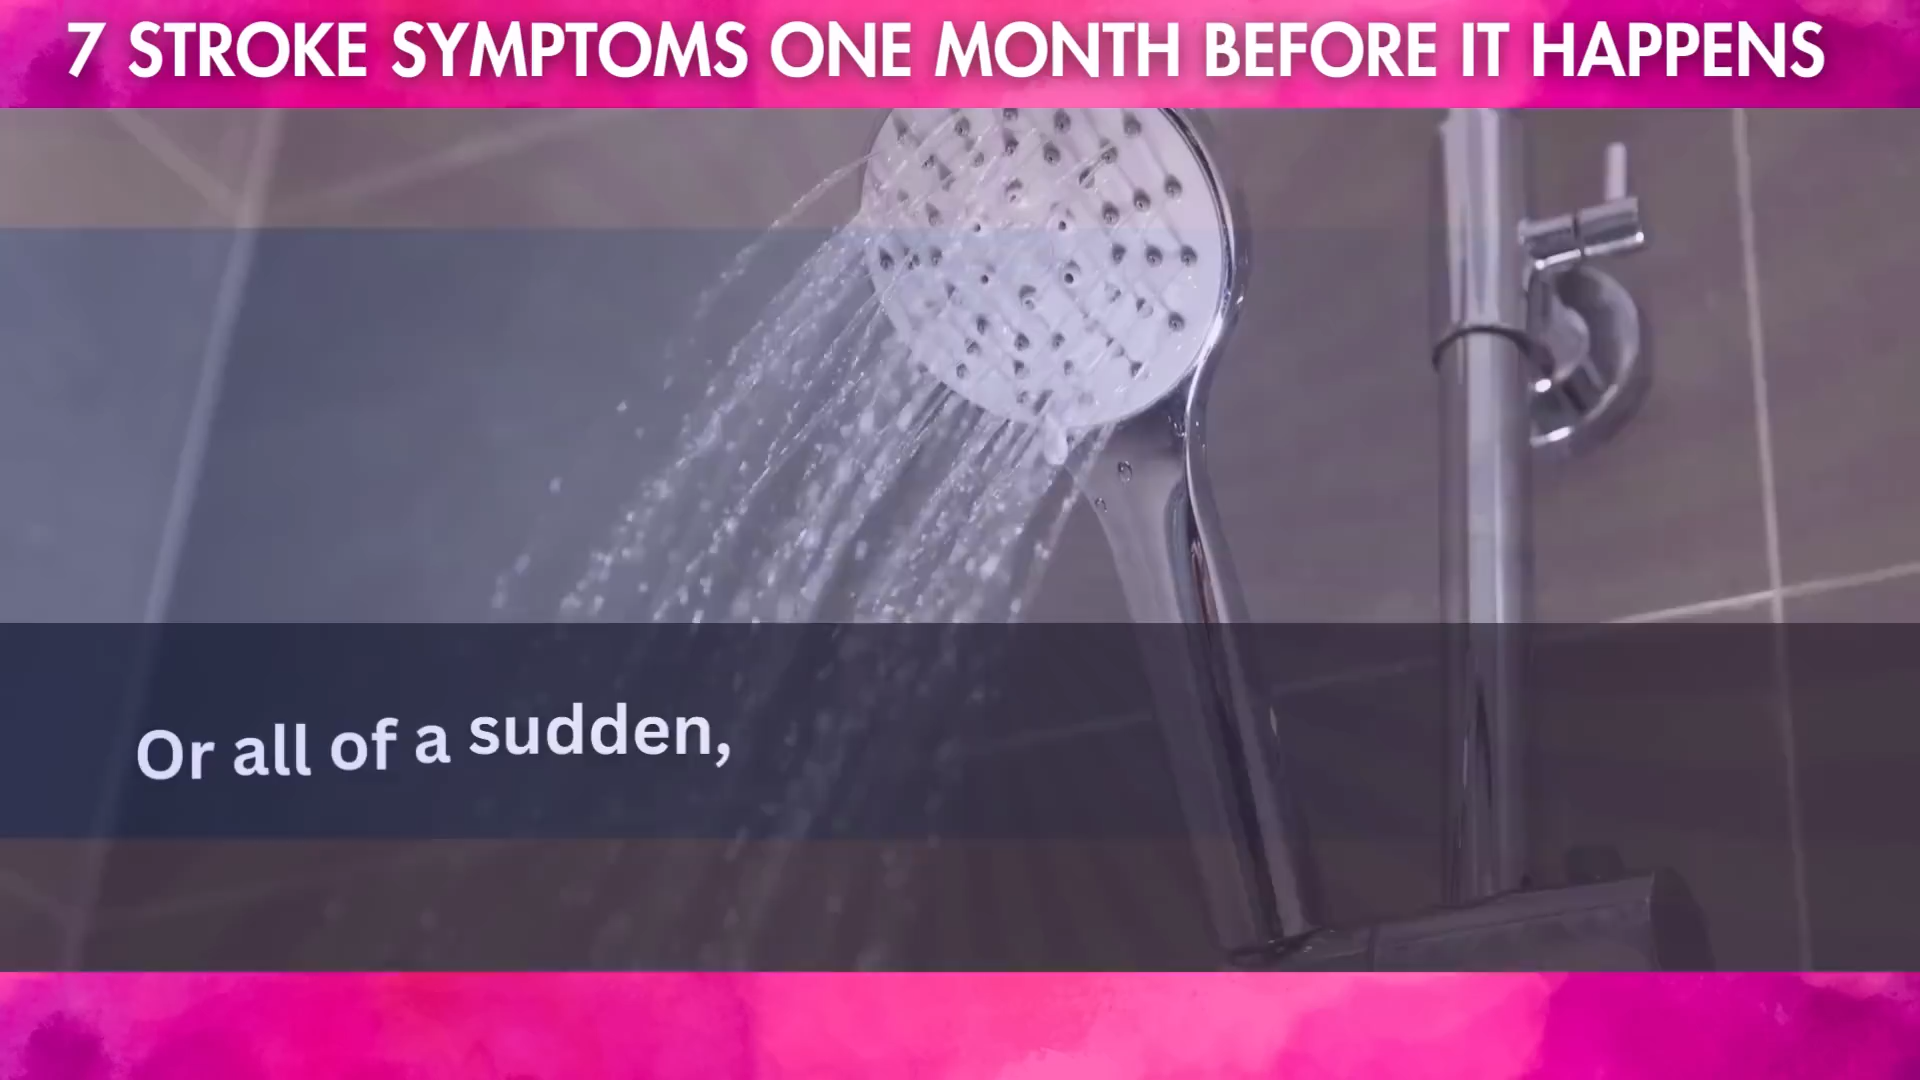 7 STROKE SYMPTOMS ONE MONTH BEFORE IT HAPPENS
Or all of a sudden,